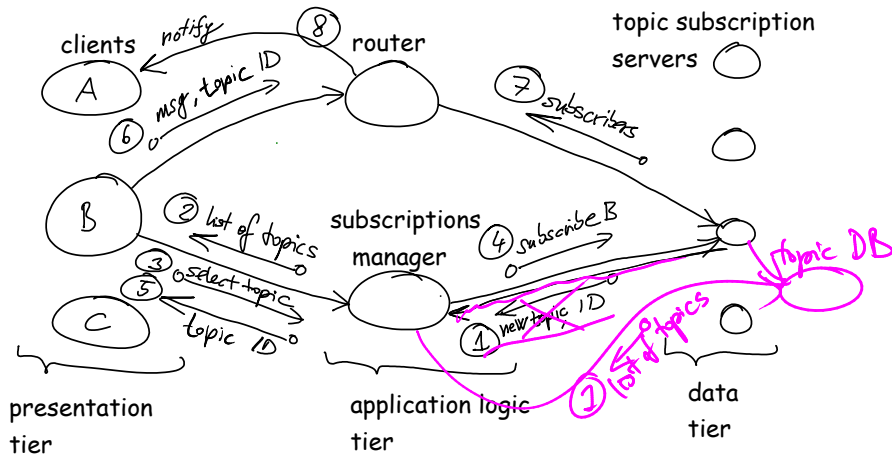 clients
router
topic subscription
servers
notify
8
A
msg, topic ID
6
7
subscribers
B
2
list of topics
subscriptions
manager
4
subscribe B
topic DB
3
select topic
5
topic ID
C
1
new topic, ID
1
list of topics
presentation
tier
application logic
tier
data
tier